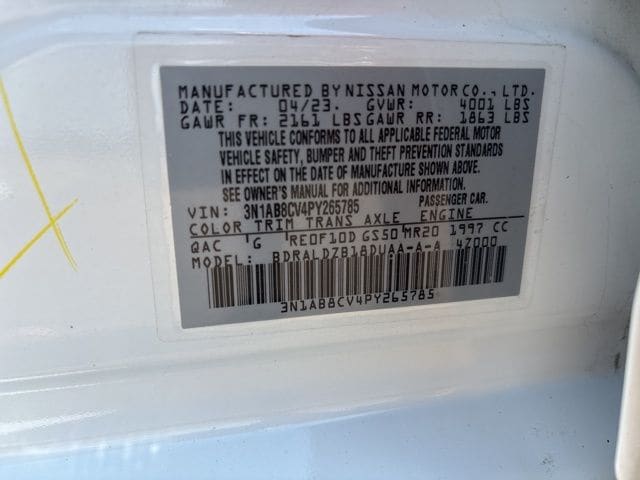 MANUFACTURED BY NISSAN MOTOR CO., LTD.
DATE: 04/23. GVWR: 4001 LBS
GAWR FR: 2161 LBS GAWR RR: 1863 LBS
THIS VEHICLE CONFORMS TO ALL APPLICABLE FEDERAL MOTOR
VEHICLE SAFETY, BUMPER AND THEFT PREVENTION STANDARDS
IN EFFECT ON THE DATE OF MANUFACTURE SHOWN ABOVE.
SEE OWNER'S MANUAL FOR ADDITIONAL INFORMATION.
VIN: 3N1AB8CV4PY265785 PASSENGER CAR.
COLOR TRIM TRANS AXLE ENGINE
QAC G RE0F10D GS50 MR20 1997 CC
MODEL: BDRALDZB18DUAA-A-A 4Z000
3N1AB8CV4PY265785